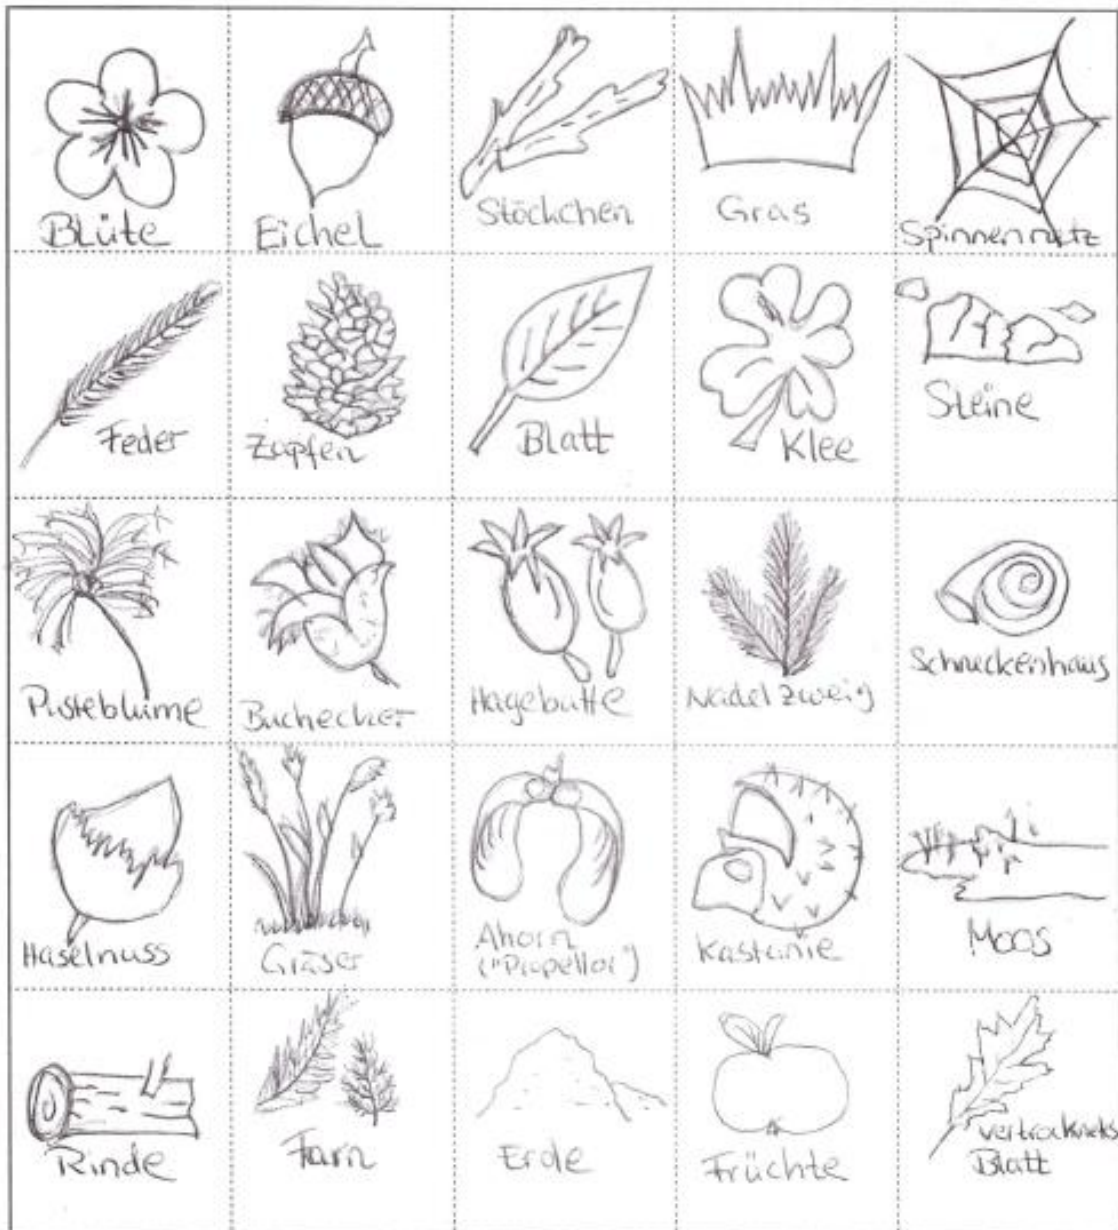 Blüte
Eichel
Stöckchen
Gras
Spinnennetz
Feder
Zapfen
Blatt
Klee
Steine
Pusteblume
Buchecker
Hagebutte
Nadelzweig
Schneckenhaus
Haselnuss
Gräser
Ahorn
("Propellor")
Kastanie
Moos
Rinde
Farn
Erde
Früchte
vertrocknetes
Blatt